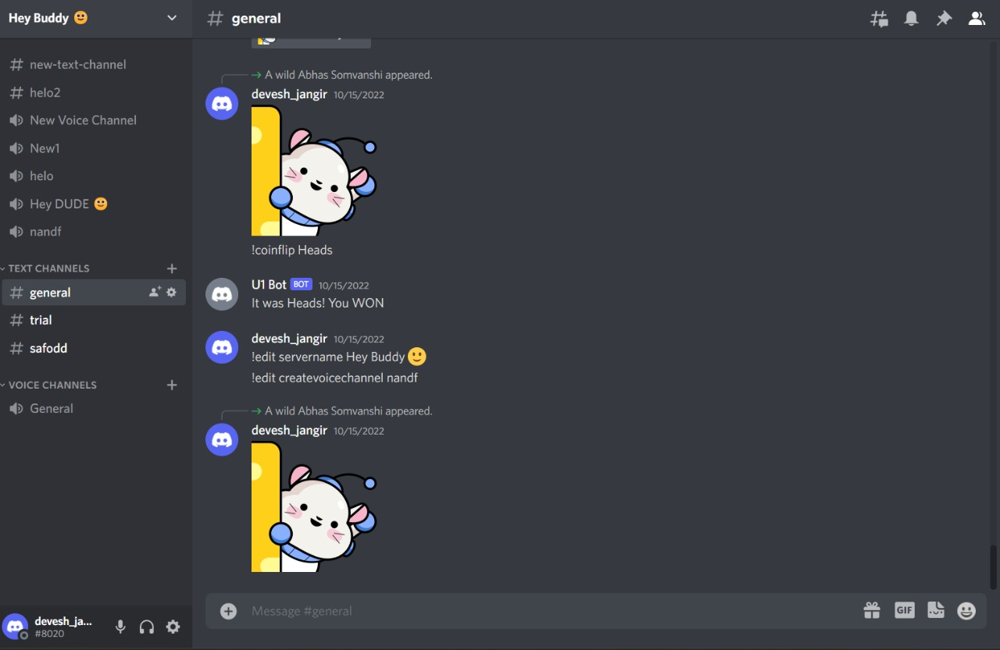 Hey Buddy 🙂
new-text-channel
helo2
New Voice Channel
New1
helo
Hey DUDE 🙂
nandf
TEXT CHANNELS
general
trial
safodd
VOICE CHANNELS
General
devesh_ja...
#8020
general
A wild Abhas Somvanshi appeared.
devesh_jangir 10/15/2022
!coinflip Heads
U1 Bot BOT 10/15/2022
It was Heads! You WON
devesh_jangir 10/15/2022
!edit servername Hey Buddy 🙂
!edit createvoicechannel nandf
A wild Abhas Somvanshi appeared.
devesh_jangir 10/15/2022
Message #general
GIF